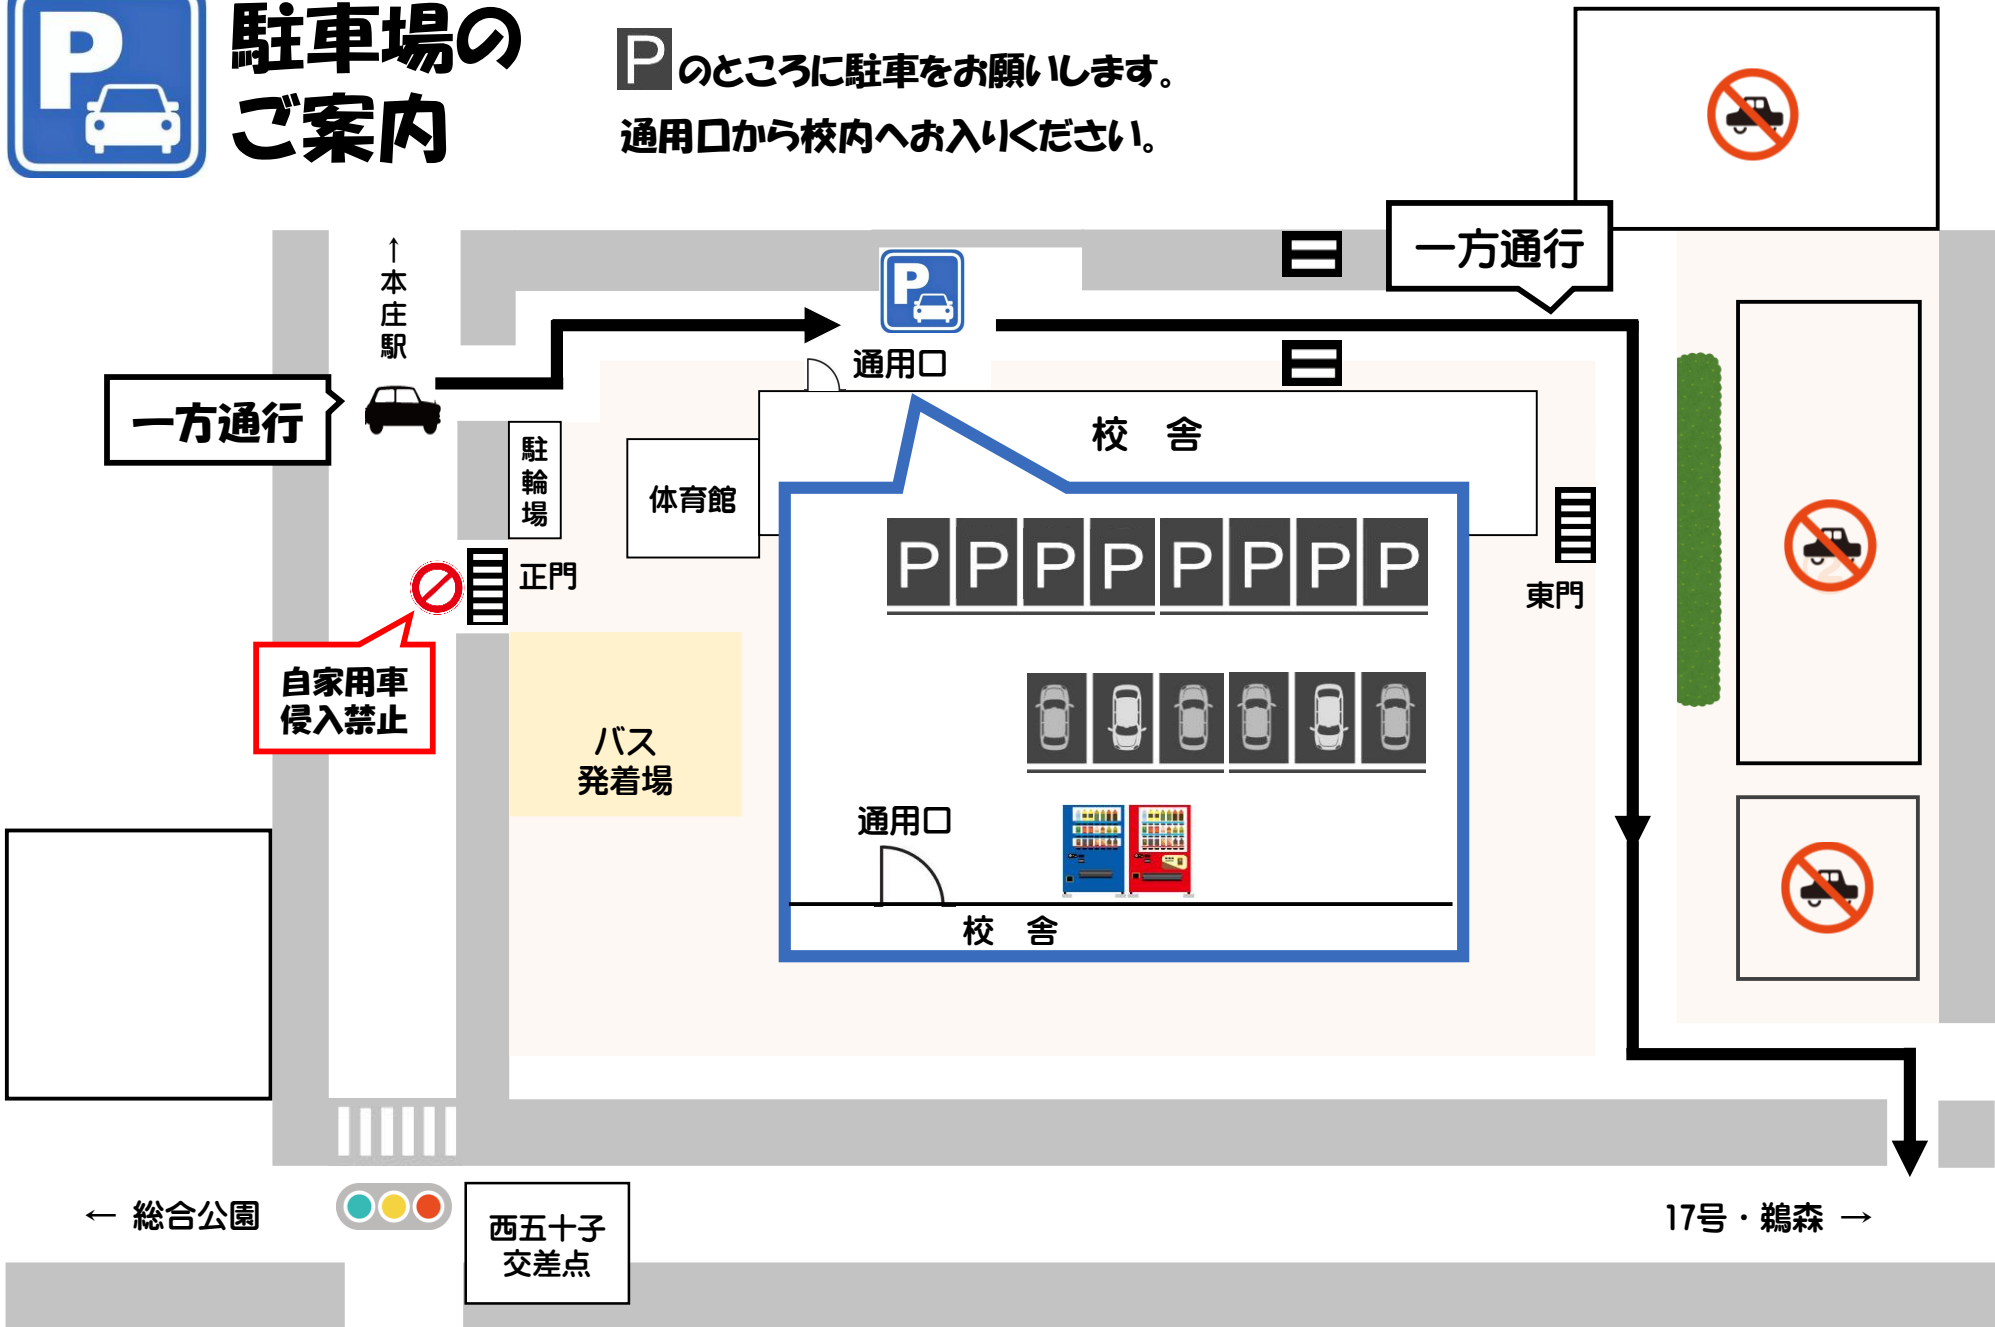 P
駐車場の
ご案内
Pのところに駐車をお願いします。
通用口から校内へお入りください。
一方通行
↑本庄駅
P
通用口
一方通行
校 舎
駐輪場
体育館
P P P P P P P P
正門
東門
自家用車
侵入禁止
バス
発着場
通用口
校 舎
← 総合公園
西五十子
交差点
17号・鵜森 →